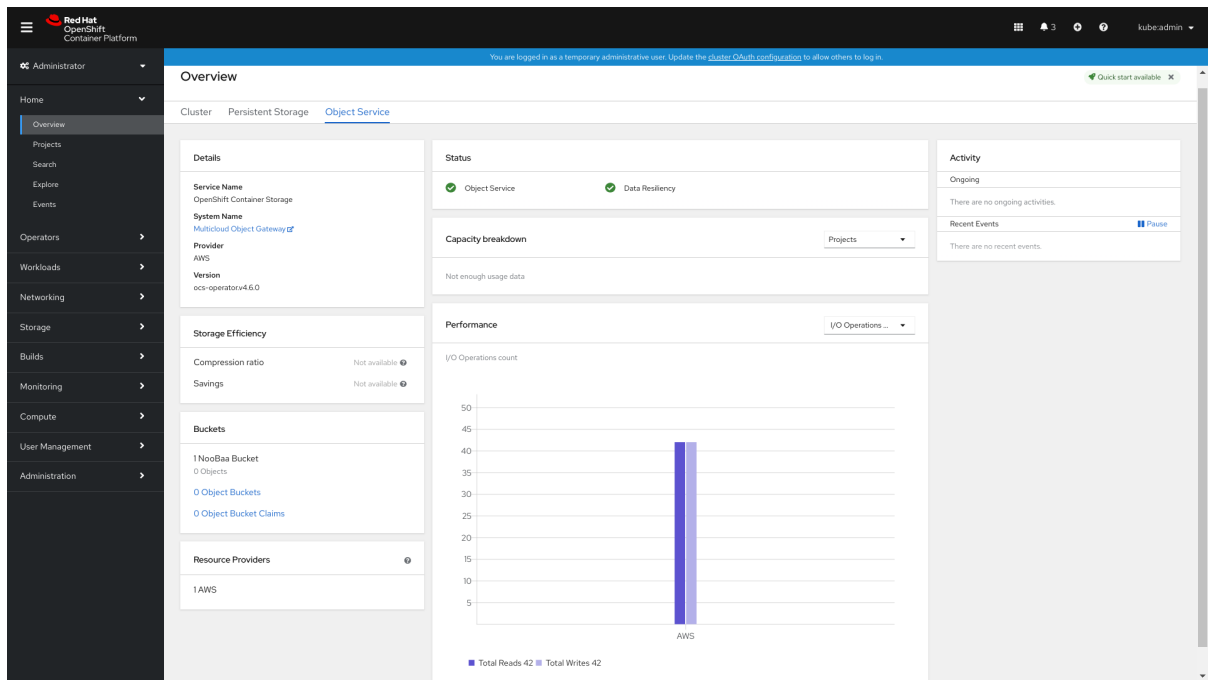 Red Hat
OpenShift
Container Platform
3
kube:admin
Administrator
You are logged in as a temporary administrative user. Update the cluster OAuth configuration to allow others to log in.
Home
Overview
Projects
Search
Explore
Events
Operators
Workloads
Networking
Storage
Builds
Monitoring
Compute
User Management
Administration
Overview
Quick start available
Cluster Persistent Storage Object Service
Details
Service Name
OpenShift Container Storage
System Name
Multicloud Object Gateway
Provider
AWS
Version
ocs-operator.v4.6.0
Storage Efficiency
Compression ratio Not available
Savings Not available
Buckets
1 NooBaa Bucket
0 Objects
0 Object Buckets
0 Object Bucket Claims
Resource Providers
1 AWS
Status
Object Service Data Resiliency
Capacity breakdown Projects
Not enough usage data
Performance I/O Operations ...
I/O Operations count
50
45
40
35
30
25
20
15
10
5
AWS
Total Reads 42 Total Writes 42
Activity
Ongoing
There are no ongoing activities.
Recent Events Pause
There are no recent events.